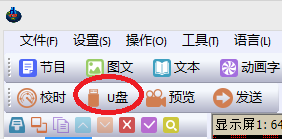 文件(F) 设置(S) 操作(O) 工具(T) 语言(L)
节目 图文 文本 动画字
校时 u盘 预览 发送
显示屏1: 64